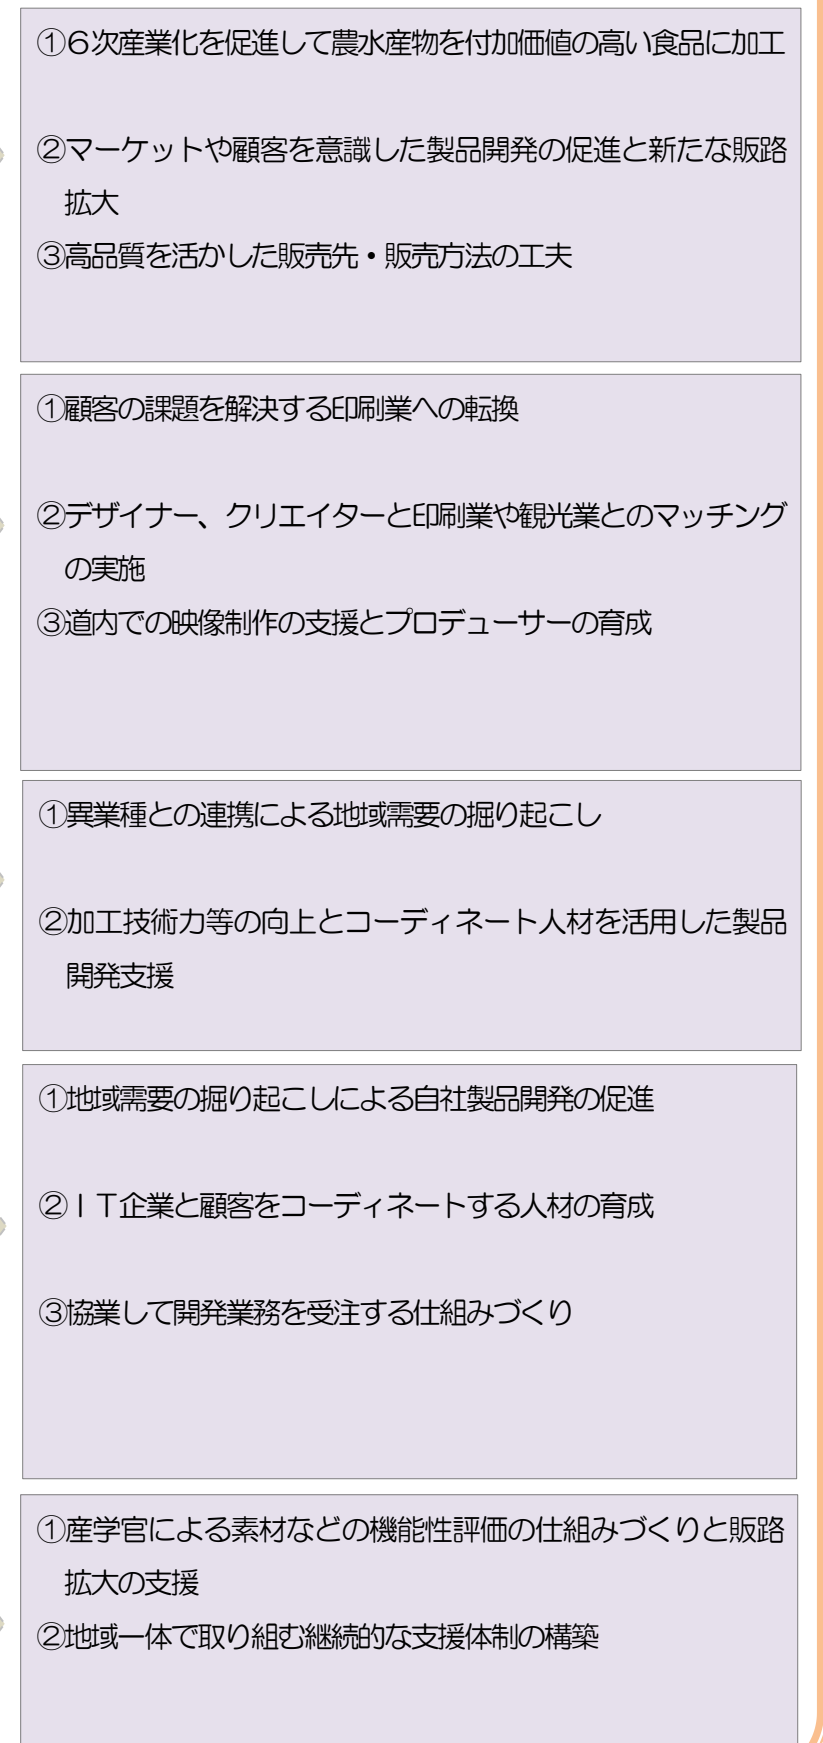 ①６次産業化を促進して農水産物を付加価値の高い食品に加工
②マーケットや顧客を意識した製品開発の促進と新たな販路
拡大
③高品質を活かした販売先・販売方法の工夫
①顧客の課題を解決する印刷業への転換
②デザイナー、クリエイターと印刷業や観光業とのマッチング
の実施
③道内での映像制作の支援とプロデューサーの育成
①異業種との連携による地域需要の掘り起こし
②加工技術力等の向上とコーディネート人材を活用した製品
開発支援
①地域需要の掘り起こしによる自社製品開発の促進
②ＩＴ企業と顧客をコーディネートする人材の育成
③協業して開発業務を受注する仕組みづくり
①産学官による素材などの機能性評価の仕組みづくりと販路
拡大の支援
②地域一体で取り組む継続的な支援体制の構築